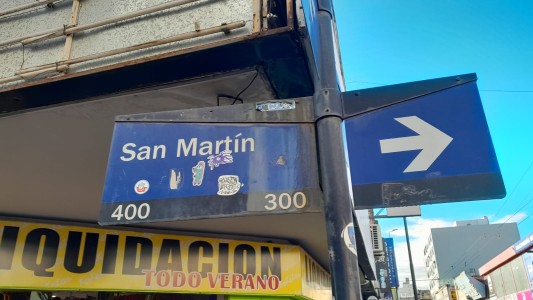 San Martín
400 300
LIQUIDACION
TODO VERANO